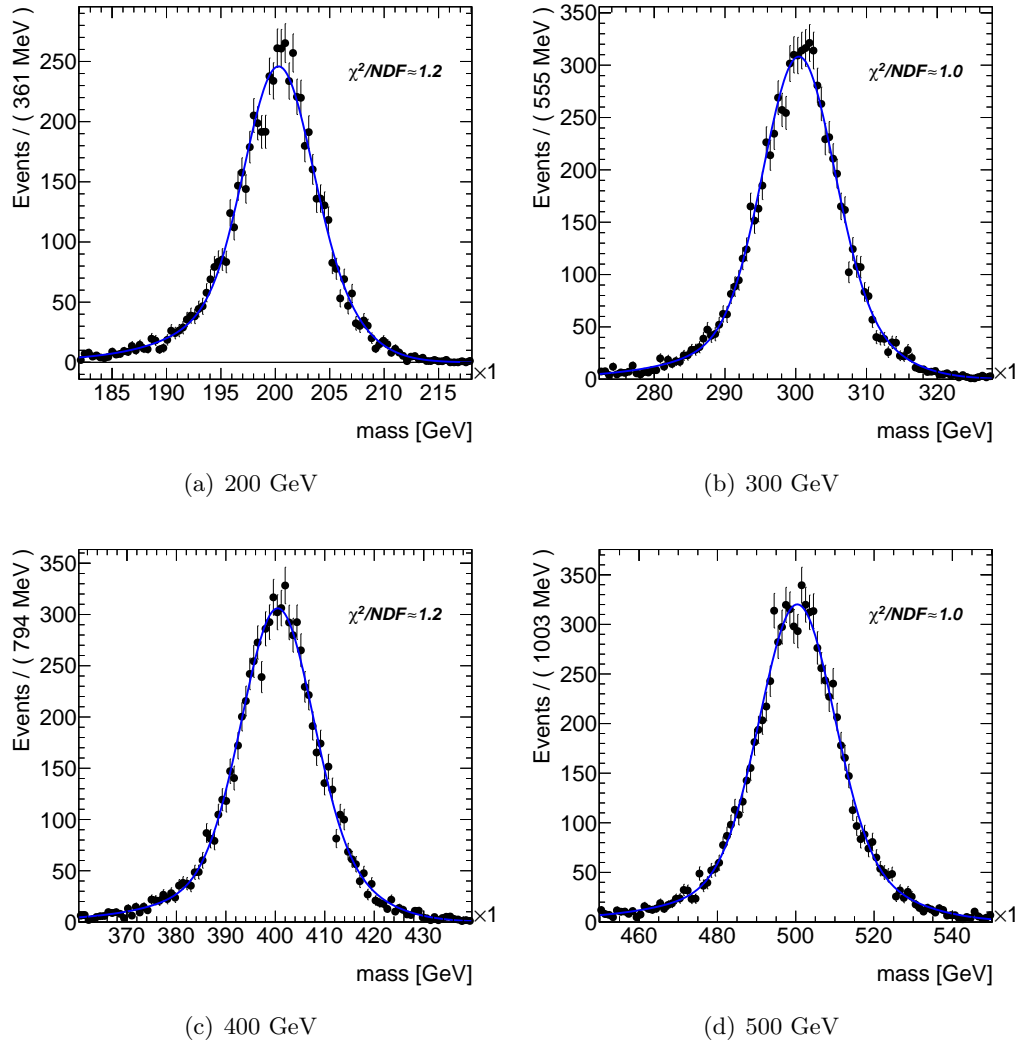 Events / ( 361 MeV )
250
200
150
100
50
0
χ²/NDF≈1.2
185 190 195 200 205 210 215
×1
mass [GeV]
(a) 200 GeV
Events / ( 555 MeV )
350
300
250
200
150
100
50
0
χ²/NDF≈1.0
280 290 300 310 320
×1
mass [GeV]
(b) 300 GeV
Events / ( 794 MeV )
350
300
250
200
150
100
50
0
χ²/NDF≈1.2
370 380 390 400 410 420 430
×1
mass [GeV]
(c) 400 GeV
Events / ( 1003 MeV )
350
300
250
200
150
100
50
0
χ²/NDF≈1.0
460 480 500 520 540
×1
mass [GeV]
(d) 500 GeV